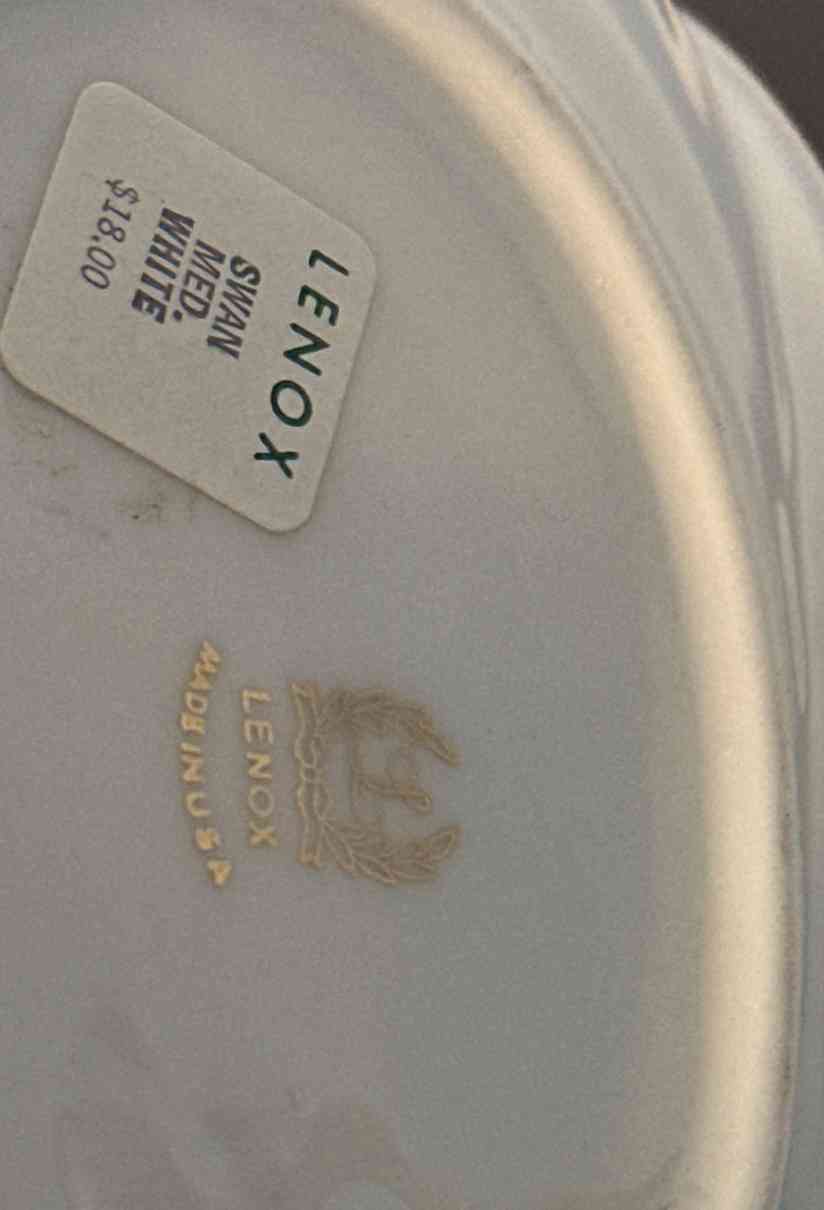 LENOX
SWAN
MED.
WHITE
$18.00
L
LENOX
MADE IN USA